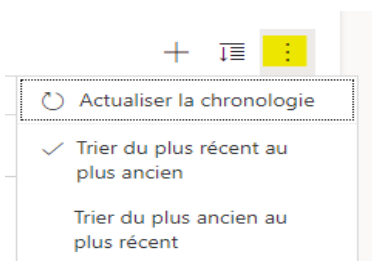 Actualiser la chronologie
Trier du plus récent au
plus ancien
Trier du plus ancien au
plus récent